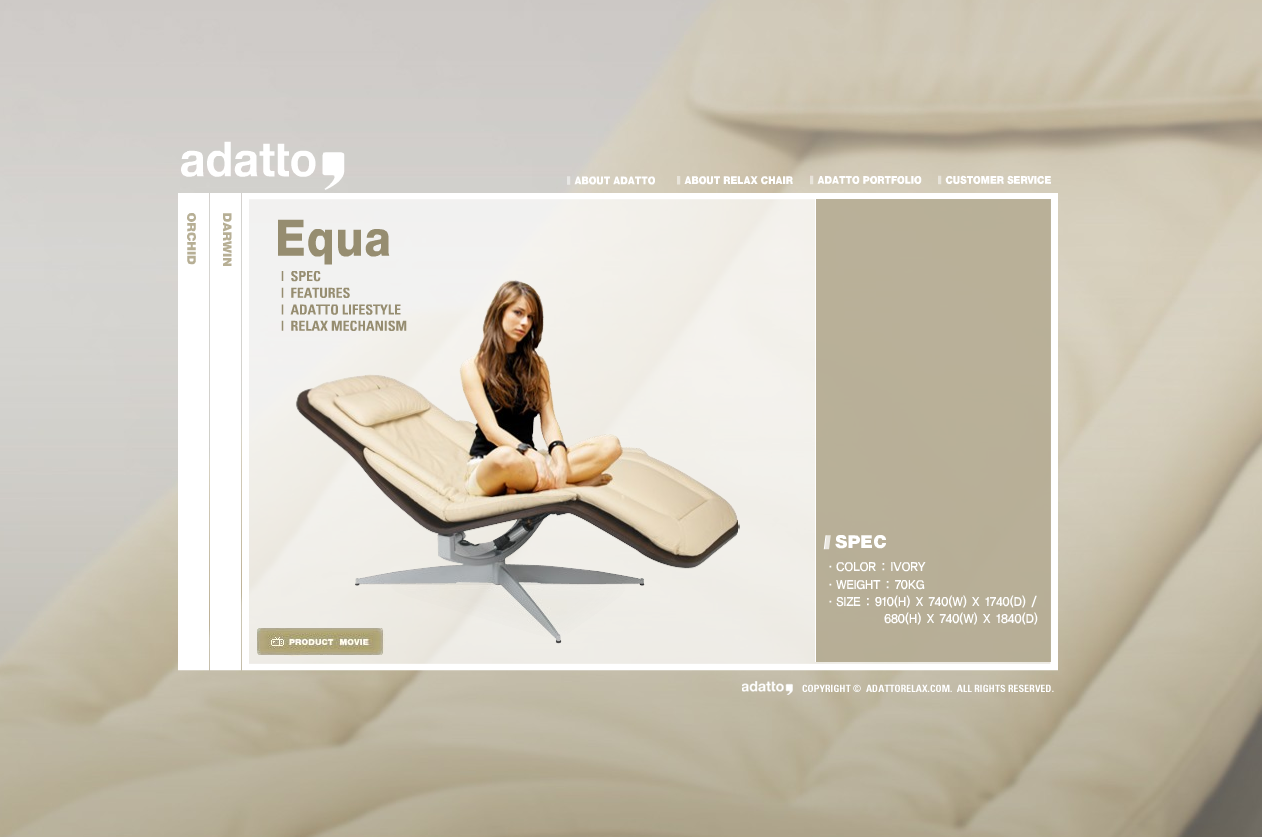 adatto,
ABOUT ADATTO
ABOUT RELAX CHAIR
ADATTO PORTFOLIO
CUSTOMER SERVICE
ORCHID
DARWIN
Equa
SPEC
FEATURES
ADATTO LIFESTYLE
RELAX MECHANISM
SPEC
· COLOR : IVORY
· WEIGHT : 70KG
· SIZE : 910(H) X 740(W) X 1740(D) /
680(H) X 740(W) X 1840(D)
PRODUCT MOVIE
adatto, COPYRIGHT © ADATTORELAX.COM. ALL RIGHTS RESERVED.